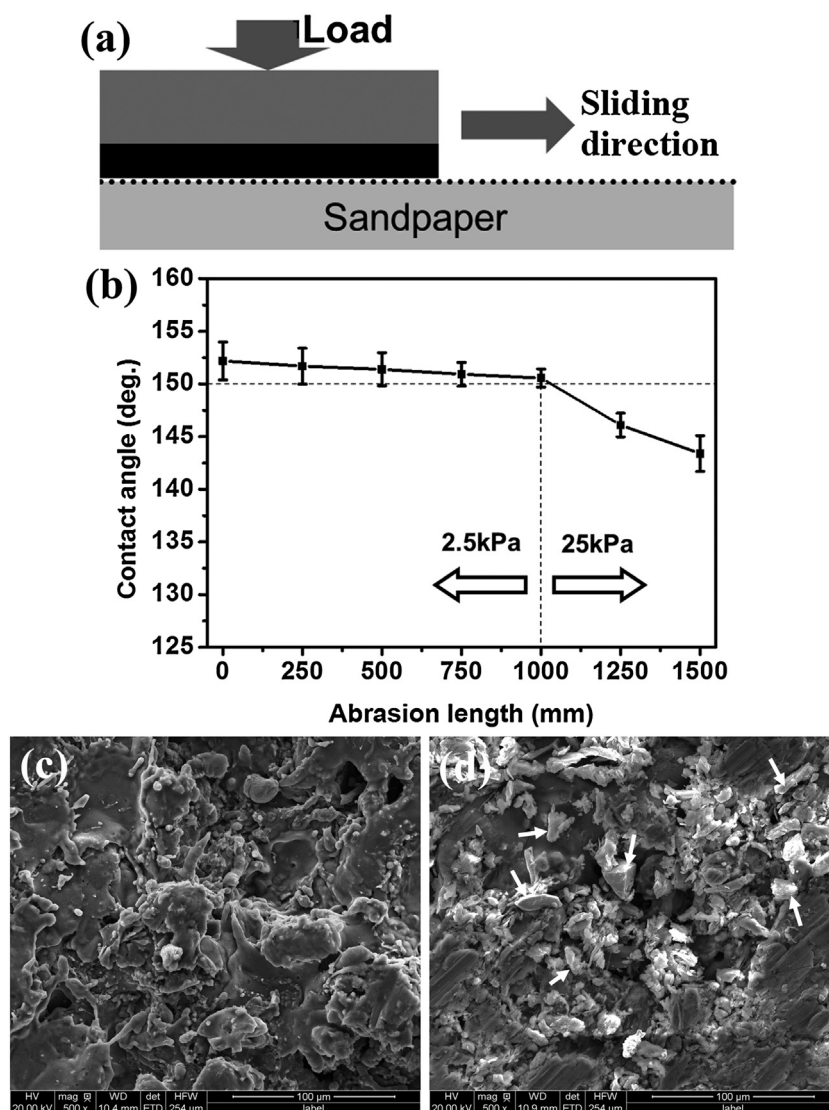 (a)
Load
Sliding
direction
Sandpaper
(b)
160
155
150
145
140
135
130
125
Contact angle (deg.)
2.5kPa
25kPa
0
250
500
750
1000
1250
1500
Abrasion length (mm)
(c)
(d)
HV
mag
WD
det
HFW
100 µm
20.00 kV
500 x
10.4 mm
ETD
254 µm
label
HV
mag
WD
det
HFW
100 µm
20.00 kV
500 x
10.9 mm
ETD
254 µm
label